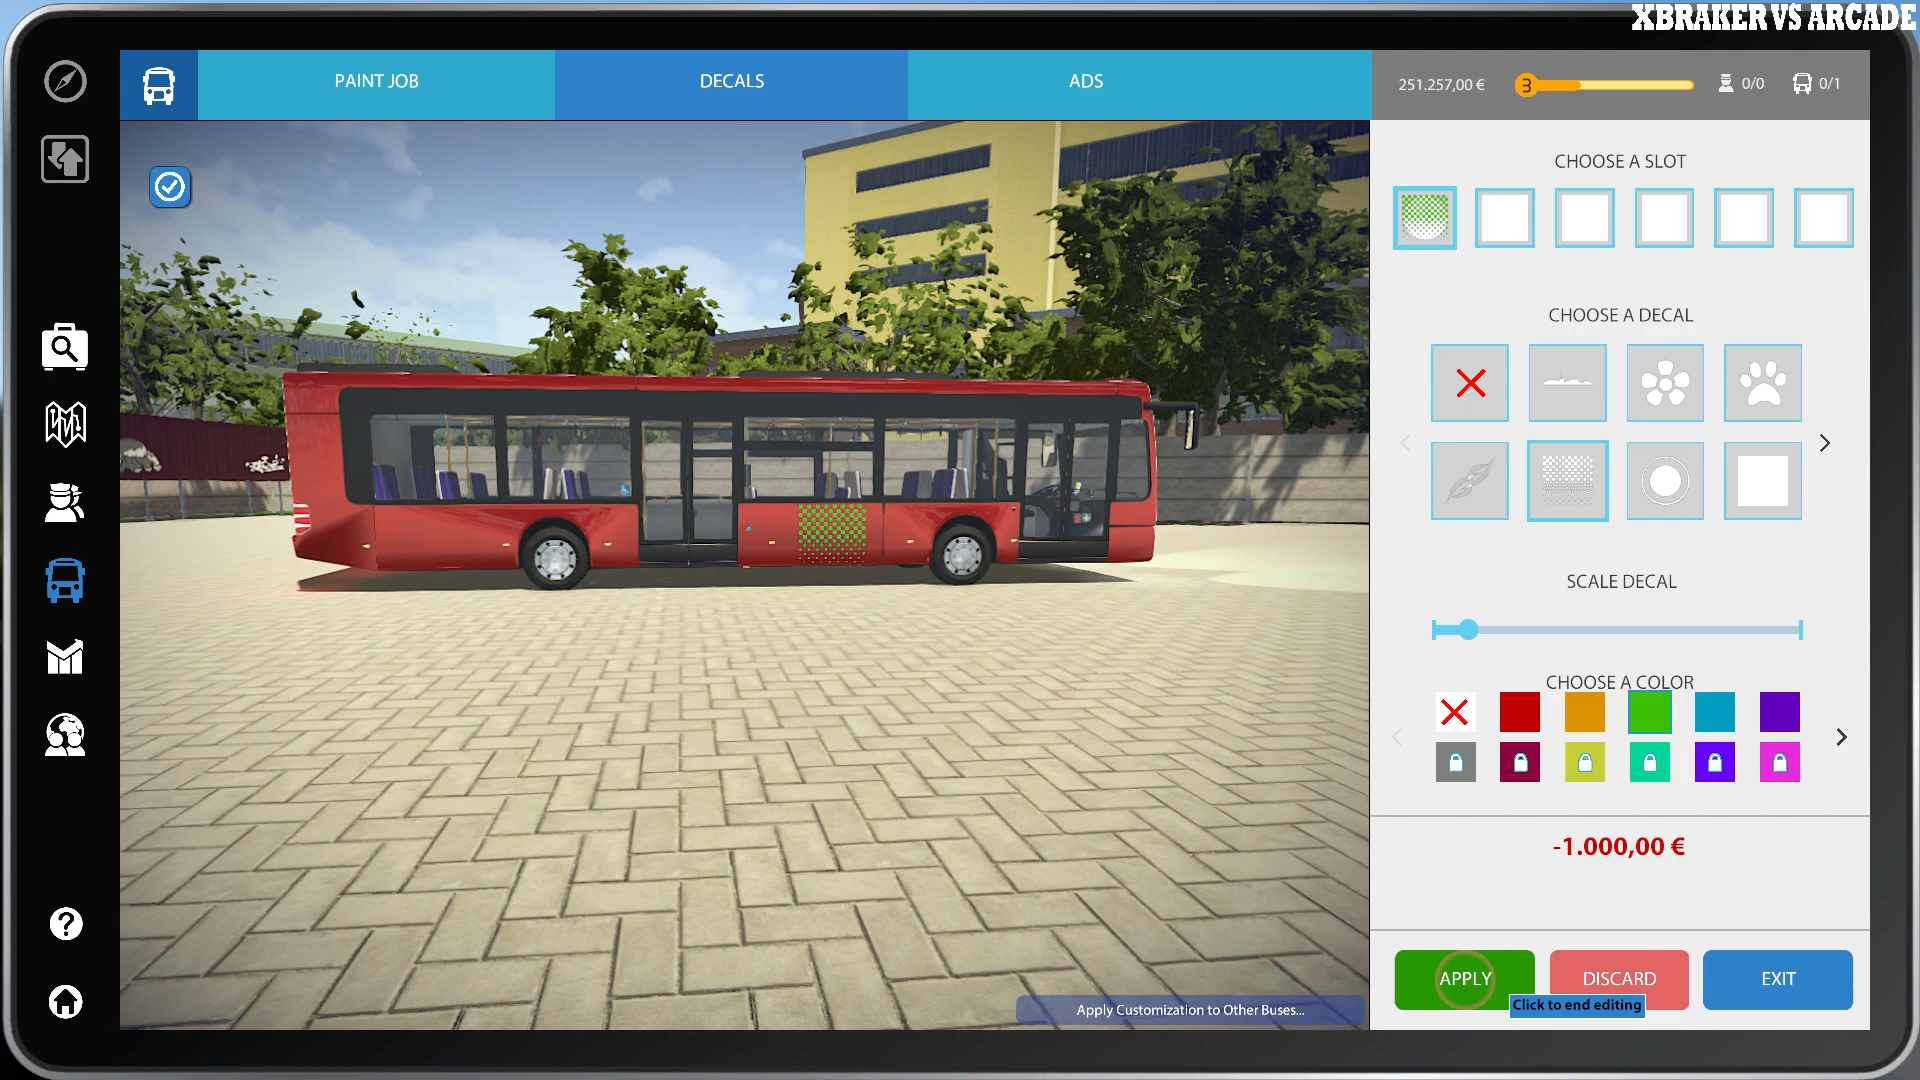 XBRAKER VS ARCADE
PAINT JOB
DECALS
ADS
251.257,00 €
3
0/0
0/1
CHOOSE A SLOT
CHOOSE A DECAL
SCALE DECAL
CHOOSE A COLOR
-1.000,00 €
APPLY
DISCARD
EXIT
Click to end editing
Apply Customization to Other Buses...